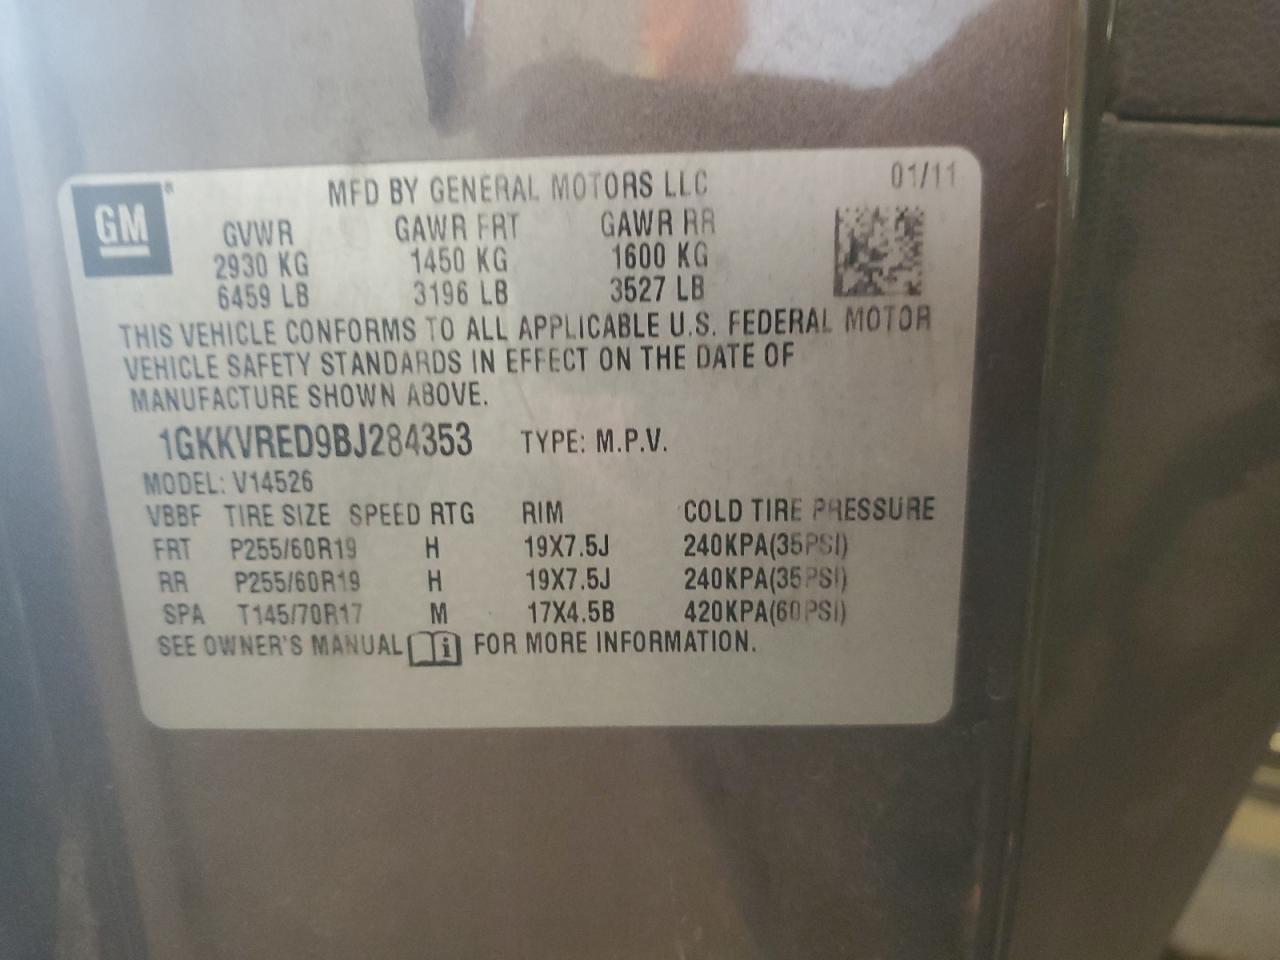 GM®
MFD BY GENERAL MOTORS LLC 01/11
GVWR GAWR FRT GAWR RR
2930 KG 1450 KG 1600 KG
6459 LB 3196 LB 3527 LB
THIS VEHICLE CONFORMS TO ALL APPLICABLE U.S. FEDERAL MOTOR
VEHICLE SAFETY STANDARDS IN EFFECT ON THE DATE OF
MANUFACTURE SHOWN ABOVE.
1GKKVRED9BJ284353 TYPE: M.P.V.
MODEL: V14526
VBBF TIRE SIZE SPEED RTG RIM COLD TIRE PRESSURE
FRT P255/60R19 H 19X7.5J 240KPA(35PSI)
RR P255/60R19 H 19X7.5J 240KPA(35PSI)
SPA T145/70R17 M 17X4.5B 420KPA(60PSI)
SEE OWNER'S MANUAL i FOR MORE INFORMATION.